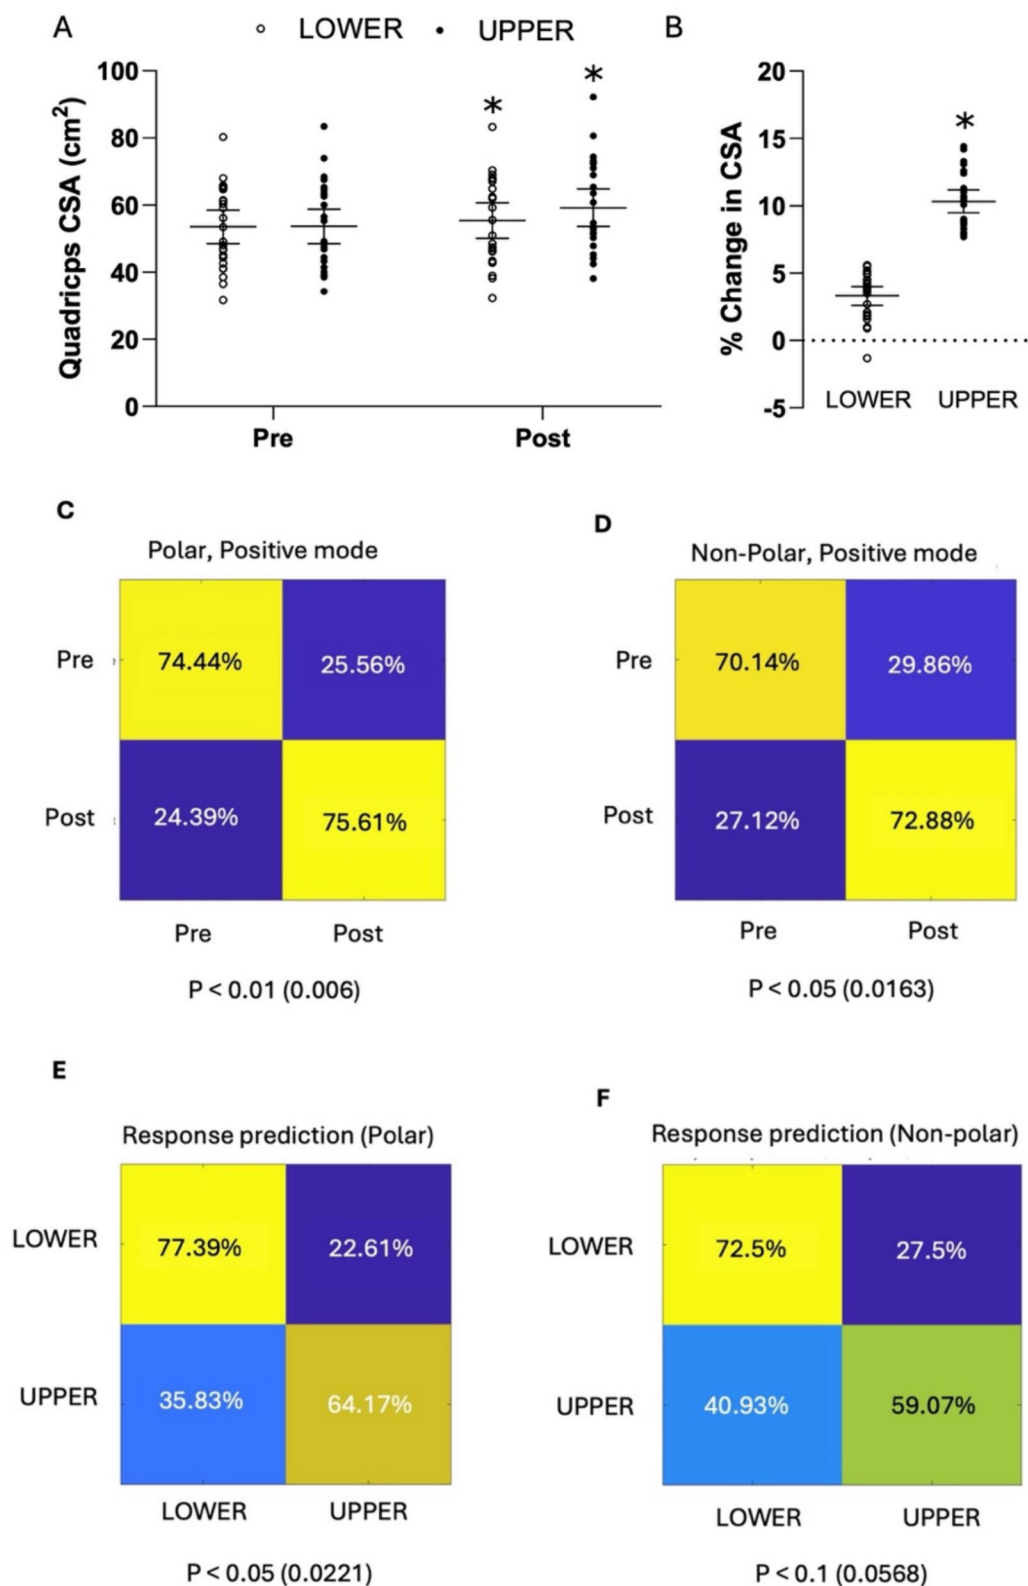 A
○ LOWER • UPPER
Quadricps CSA (cm²)
100
80
60
40
20
0
* *
Pre Post
B
% Change in CSA
20
15
10
5
0
-5
*
LOWER UPPER
C
Polar, Positive mode
Pre 74.44% 25.56%
Post 24.39% 75.61%
Pre Post
P < 0.01 (0.006)
D
Non-Polar, Positive mode
Pre 70.14% 29.86%
Post 27.12% 72.88%
Pre Post
P < 0.05 (0.0163)
E
Response prediction (Polar)
LOWER 77.39% 22.61%
UPPER 35.83% 64.17%
LOWER UPPER
P < 0.05 (0.0221)
F
Response prediction (Non-polar)
LOWER 72.5% 27.5%
UPPER 40.93% 59.07%
LOWER UPPER
P < 0.1 (0.0568)